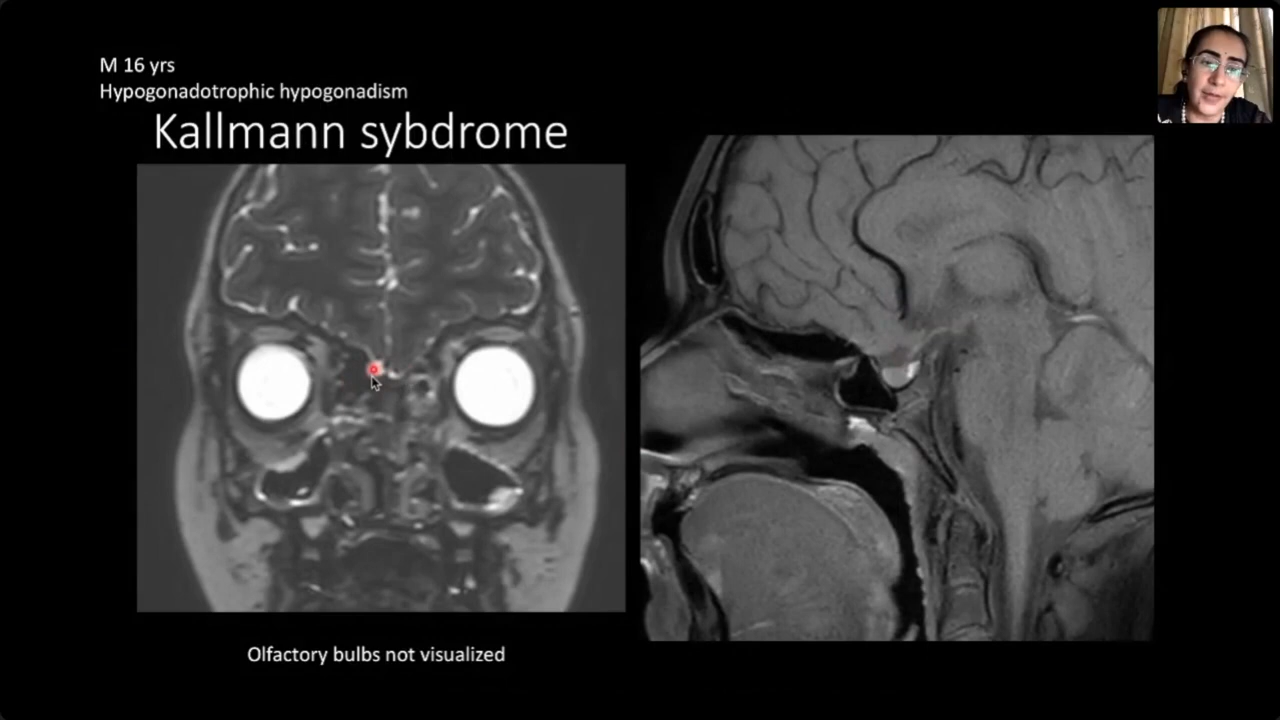 M 16 yrs
Hypogonadotrophic hypogonadism
Kallmann sybdrome
Olfactory bulbs not visualized